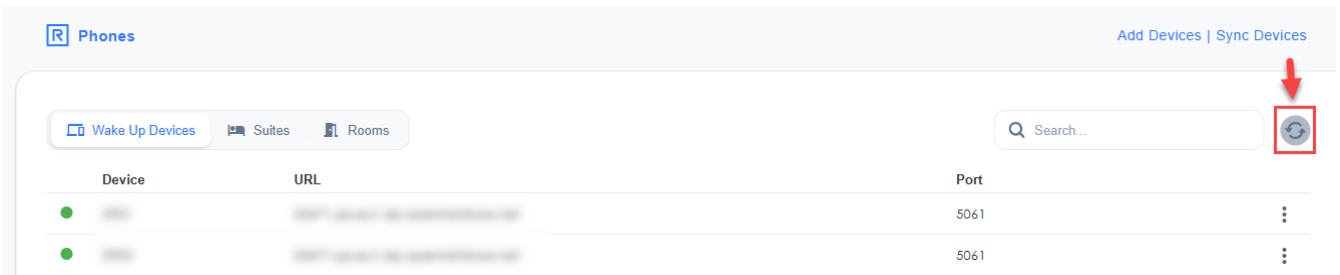 R Phones
Add Devices | Sync Devices
Wake Up Devices Suites Rooms
Search...
Device URL Port
5061
5061